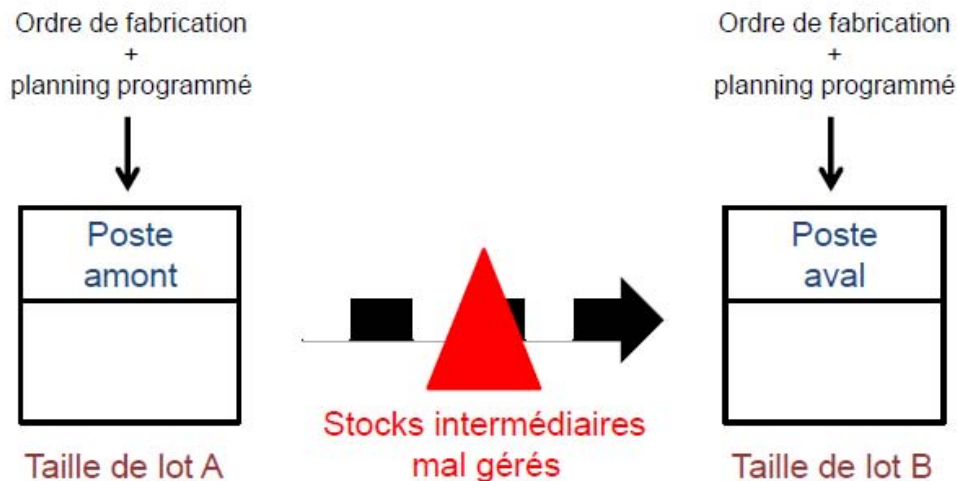 Ordre de fabrication
+
planning programmé
Ordre de fabrication
+
planning programmé
Poste
amont
Poste
aval
Stocks intermédiaires
mal gérés
Taille de lot A
Taille de lot B